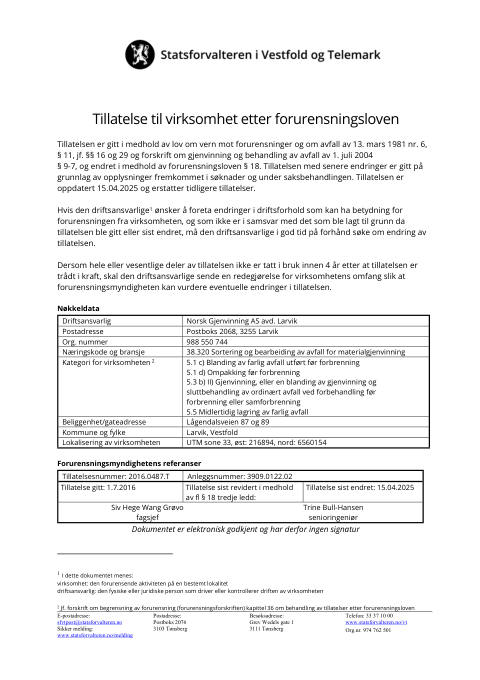 Statsforvalteren i Vestfold og Telemark
Tillatelse til virksomhet etter forurensningsloven
Tillatelsen er gitt i medhold av lov om vern mot forurensninger og om avfall av 13. mars 1981 nr. 6,
§ 11, jf. §§ 16 og 29 og forskrift om gjenvinning og behandling av avfall av 1. juli 2004
§ 9-7, og endret i medhold av forurensningsloven § 18. Tillatelsen med senere endringer er gitt på
grunnlag av opplysninger fremkommet i søknader og under saksbehandlingen. Tillatelsen er
oppdatert 15.04.2025 og erstatter tidligere tillatelser.
Hvis den driftsansvarlige¹ ønsker å foreta endringer i driftsforhold som kan ha betydning for
forurensningen fra virksomheten, og som ikke er i samsvar med det som ble lagt til grunn da
tillatelsen ble gitt eller sist endret, må den driftsansvarlige i god tid på forhånd søke om endring av
tillatelsen.
Dersom hele eller vesentlige deler av tillatelsen ikke er tatt i bruk innen 4 år etter at tillatelsen er
trådt i kraft, skal den driftsansvarlige sende en redegjørelse for virksomhetens omfang slik at
forurensningsmyndigheten kan vurdere eventuelle endringer i tillatelsen.
Nøkkeldata
Driftsansvarlig Norsk Gjenvinning AS avd. Larvik
Postadresse Postboks 2068, 3255 Larvik
Org. nummer 988 550 744
Næringskode og bransje 38.320 Sortering og bearbeiding av avfall for materialgjenvinning
Kategori for virksomheten ² 5.1 c) Blanding av farlig avfall utført før forbrenning
5.1 d) Ompakking før forbrenning
5.3 b) II) Gjenvinning, eller en blanding av gjenvinning og
sluttbehandling av ordinært avfall ved forbehandling før
forbrenning eller samforbrenning
5.5 Midlertidig lagring av farlig avfall
Beliggenhet/gateadresse Lågendalsveien 87 og 89
Kommune og fylke Larvik, Vestfold
Lokalisering av virksomheten UTM sone 33, øst: 216894, nord: 6560154
Forurensningsmyndighetens referanser
Tillatelsesnummer: 2016.0487.T Anleggsnummer: 3909.0122.02
Tillatelse gitt: 1.7.2016 Tillatelse sist revidert i medhold Tillatelse sist endret: 15.04.2025
av fl § 18 tredje ledd:
Siv Hege Wang Grøvo Trine Bull-Hansen
fagsjef senioringeniør
Dokumentet er elektronisk godkjent og har derfor ingen signatur
¹ I dette dokumentet menes:
virksomhet: den forurensende aktiviteten på en bestemt lokalitet
driftsansvarlig: den fysiske eller juridiske person som driver eller kontrollerer driften av virksomheten
² jf. forskrift om begrensning av forurensning (forurensningsforskriften) kapittel 36 om behandling av tillatelser etter forurensningsloven
E-postadresse: Postadresse: Besøksadresse: Telefon: 33 37 10 00
sfvtpost@statsforvalteren.no Postboks 2076 Grev Wedels gate 1 www.statsforvalteren.no/vt
Sikker melding: 3103 Tønsberg 3111 Tønsberg Org.nr. 974 762 501
www.statsforvalteren.no/melding